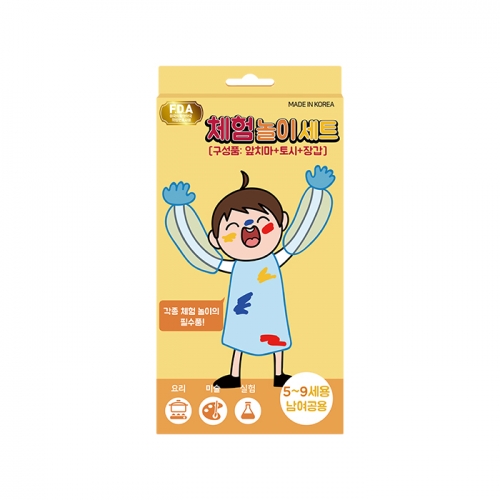 FDA
MADE IN KOREA
체험놀이세트
[구성품: 앞치마+토시+장갑]
각종 체험 놀이의
필수품!
요리 미술 실험
5~9세용
남여공용